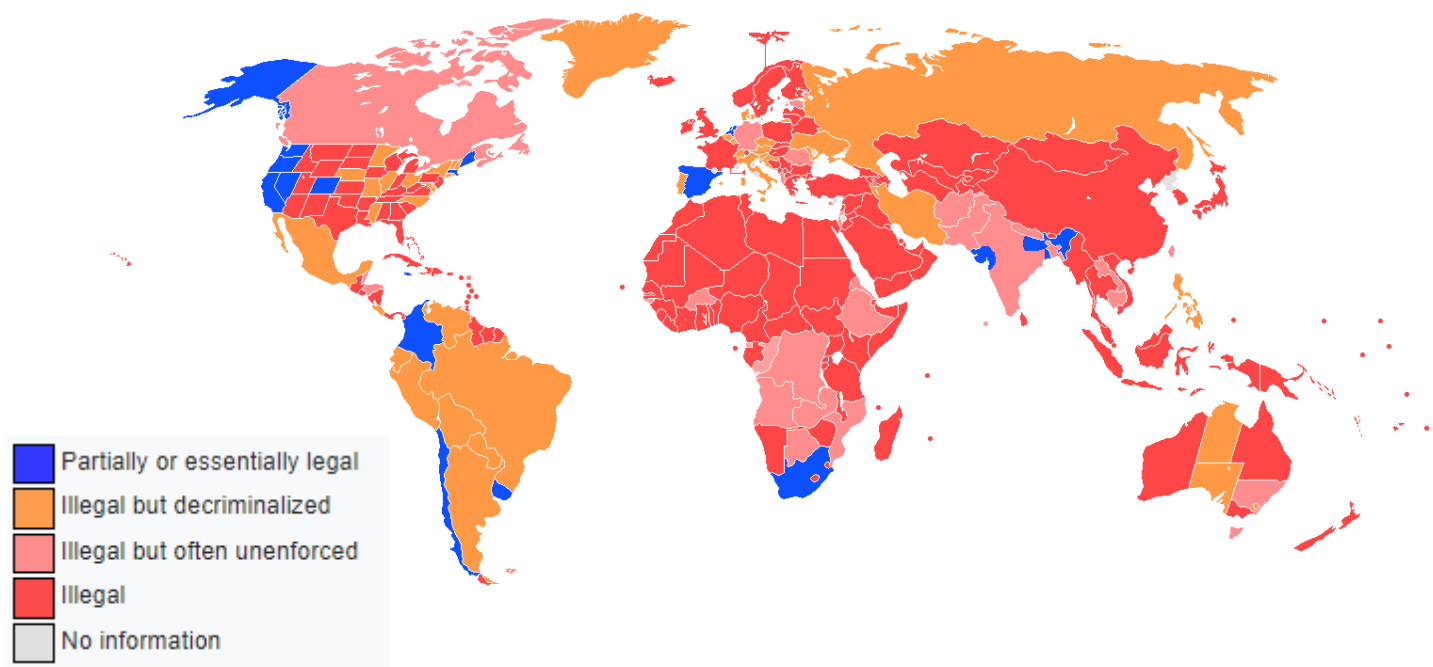 Partially or essentially legal
Illegal but decriminalized
Illegal but often unenforced
Illegal
No information